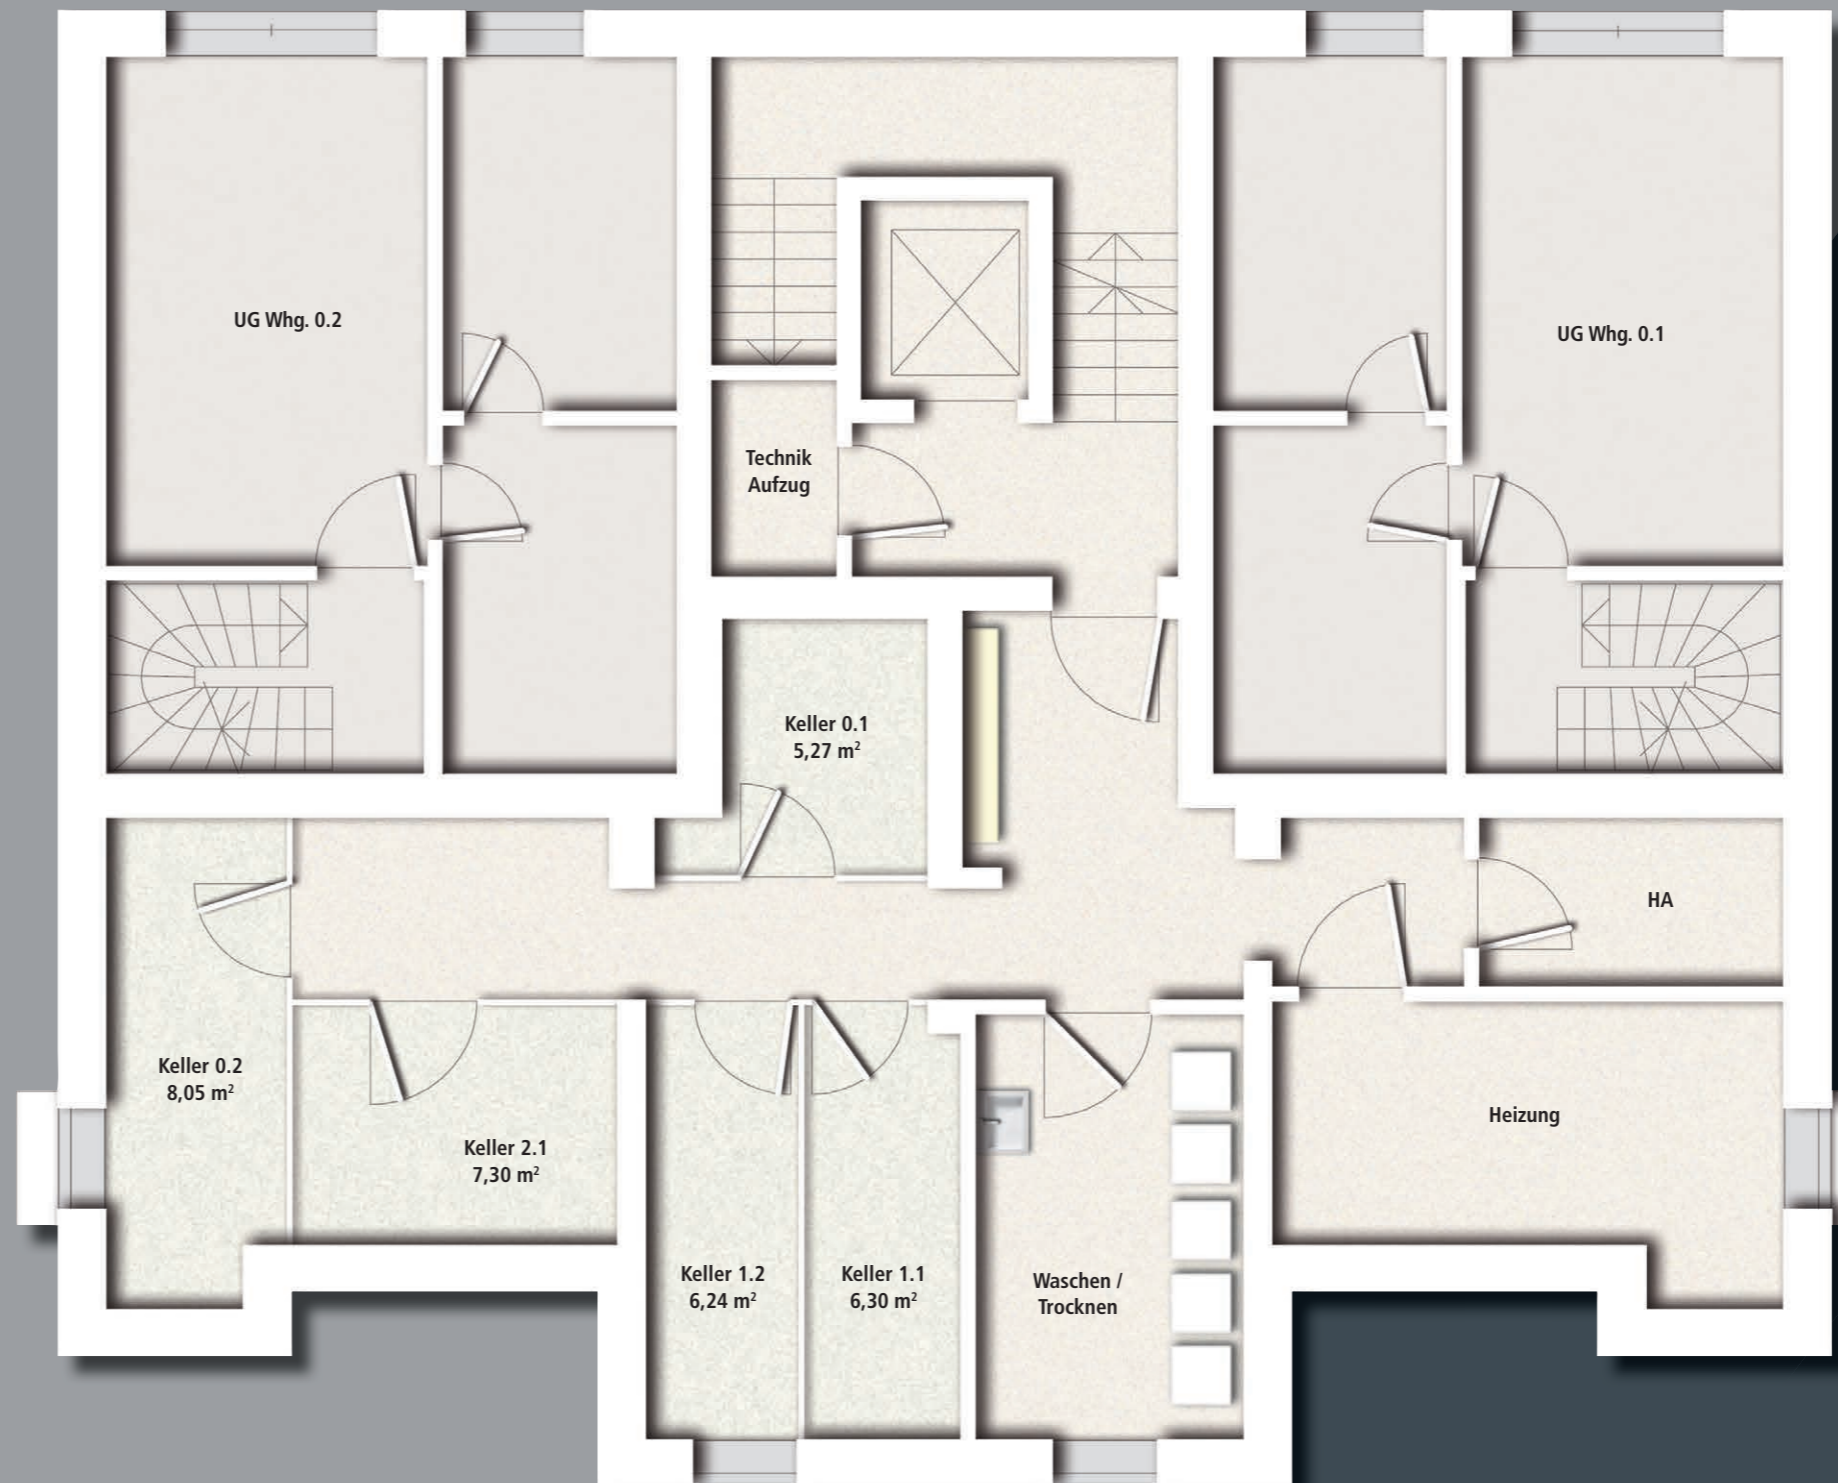 UG Whg. 0.2
UG Whg. 0.1
Technik
Aufzug
Keller 0.1
5,27 m²
HA
Keller 0.2
8,05 m²
Keller 2.1
7,30 m²
Heizung
Keller 1.2
6,24 m²
Keller 1.1
6,30 m²
Waschen /
Trocknen